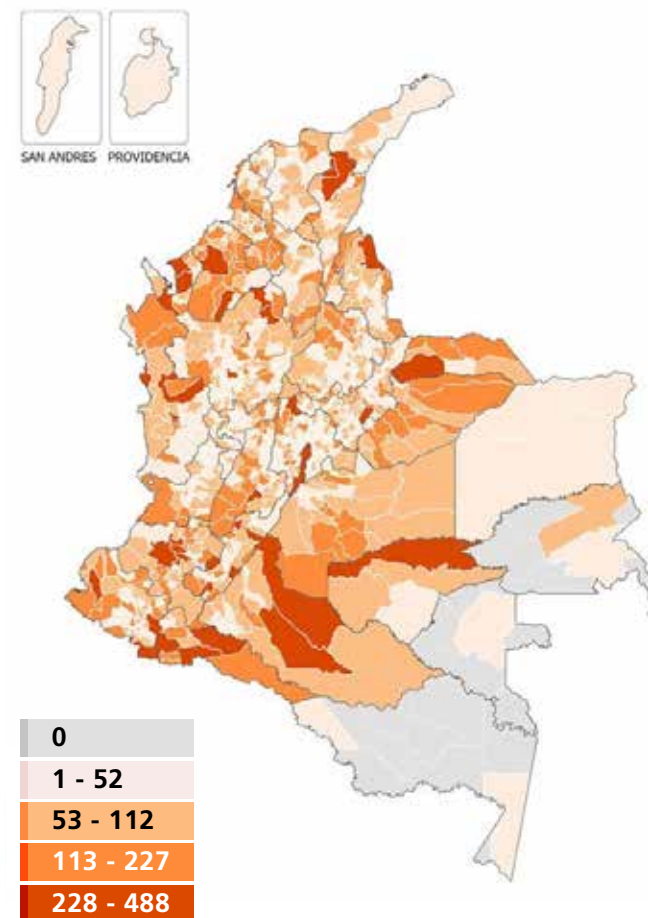 SAN ANDRES PROVIDENCIA
0
1 - 52
53 - 112
113 - 227
228 - 488